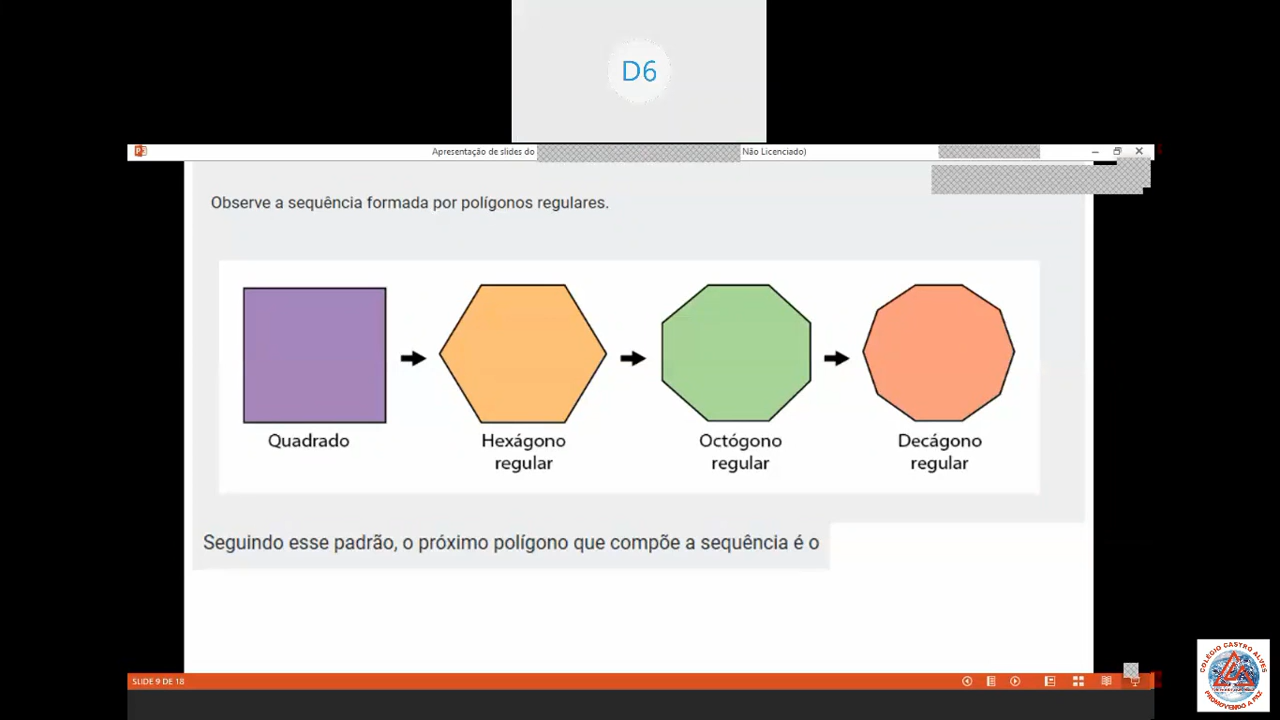 D6
Apresentação de slides do
Não Licenciado)
Observe a sequência formada por polígonos regulares.
Quadrado
Hexágono
regular
Octógono
regular
Decágono
regular
Seguindo esse padrão, o próximo polígono que compõe a sequência é o
SLIDE 9 DE 18
COLÉGIO CASTRO ALVES
PROMOVENDO A PAZ